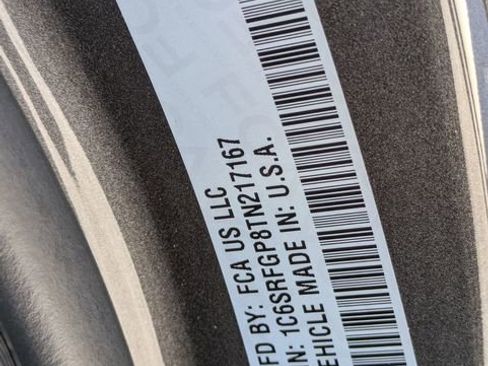 FD BY: FCA US LLC
N: 1C6SRFGP8TN217167
EHICLE MADE IN: U.S.A.